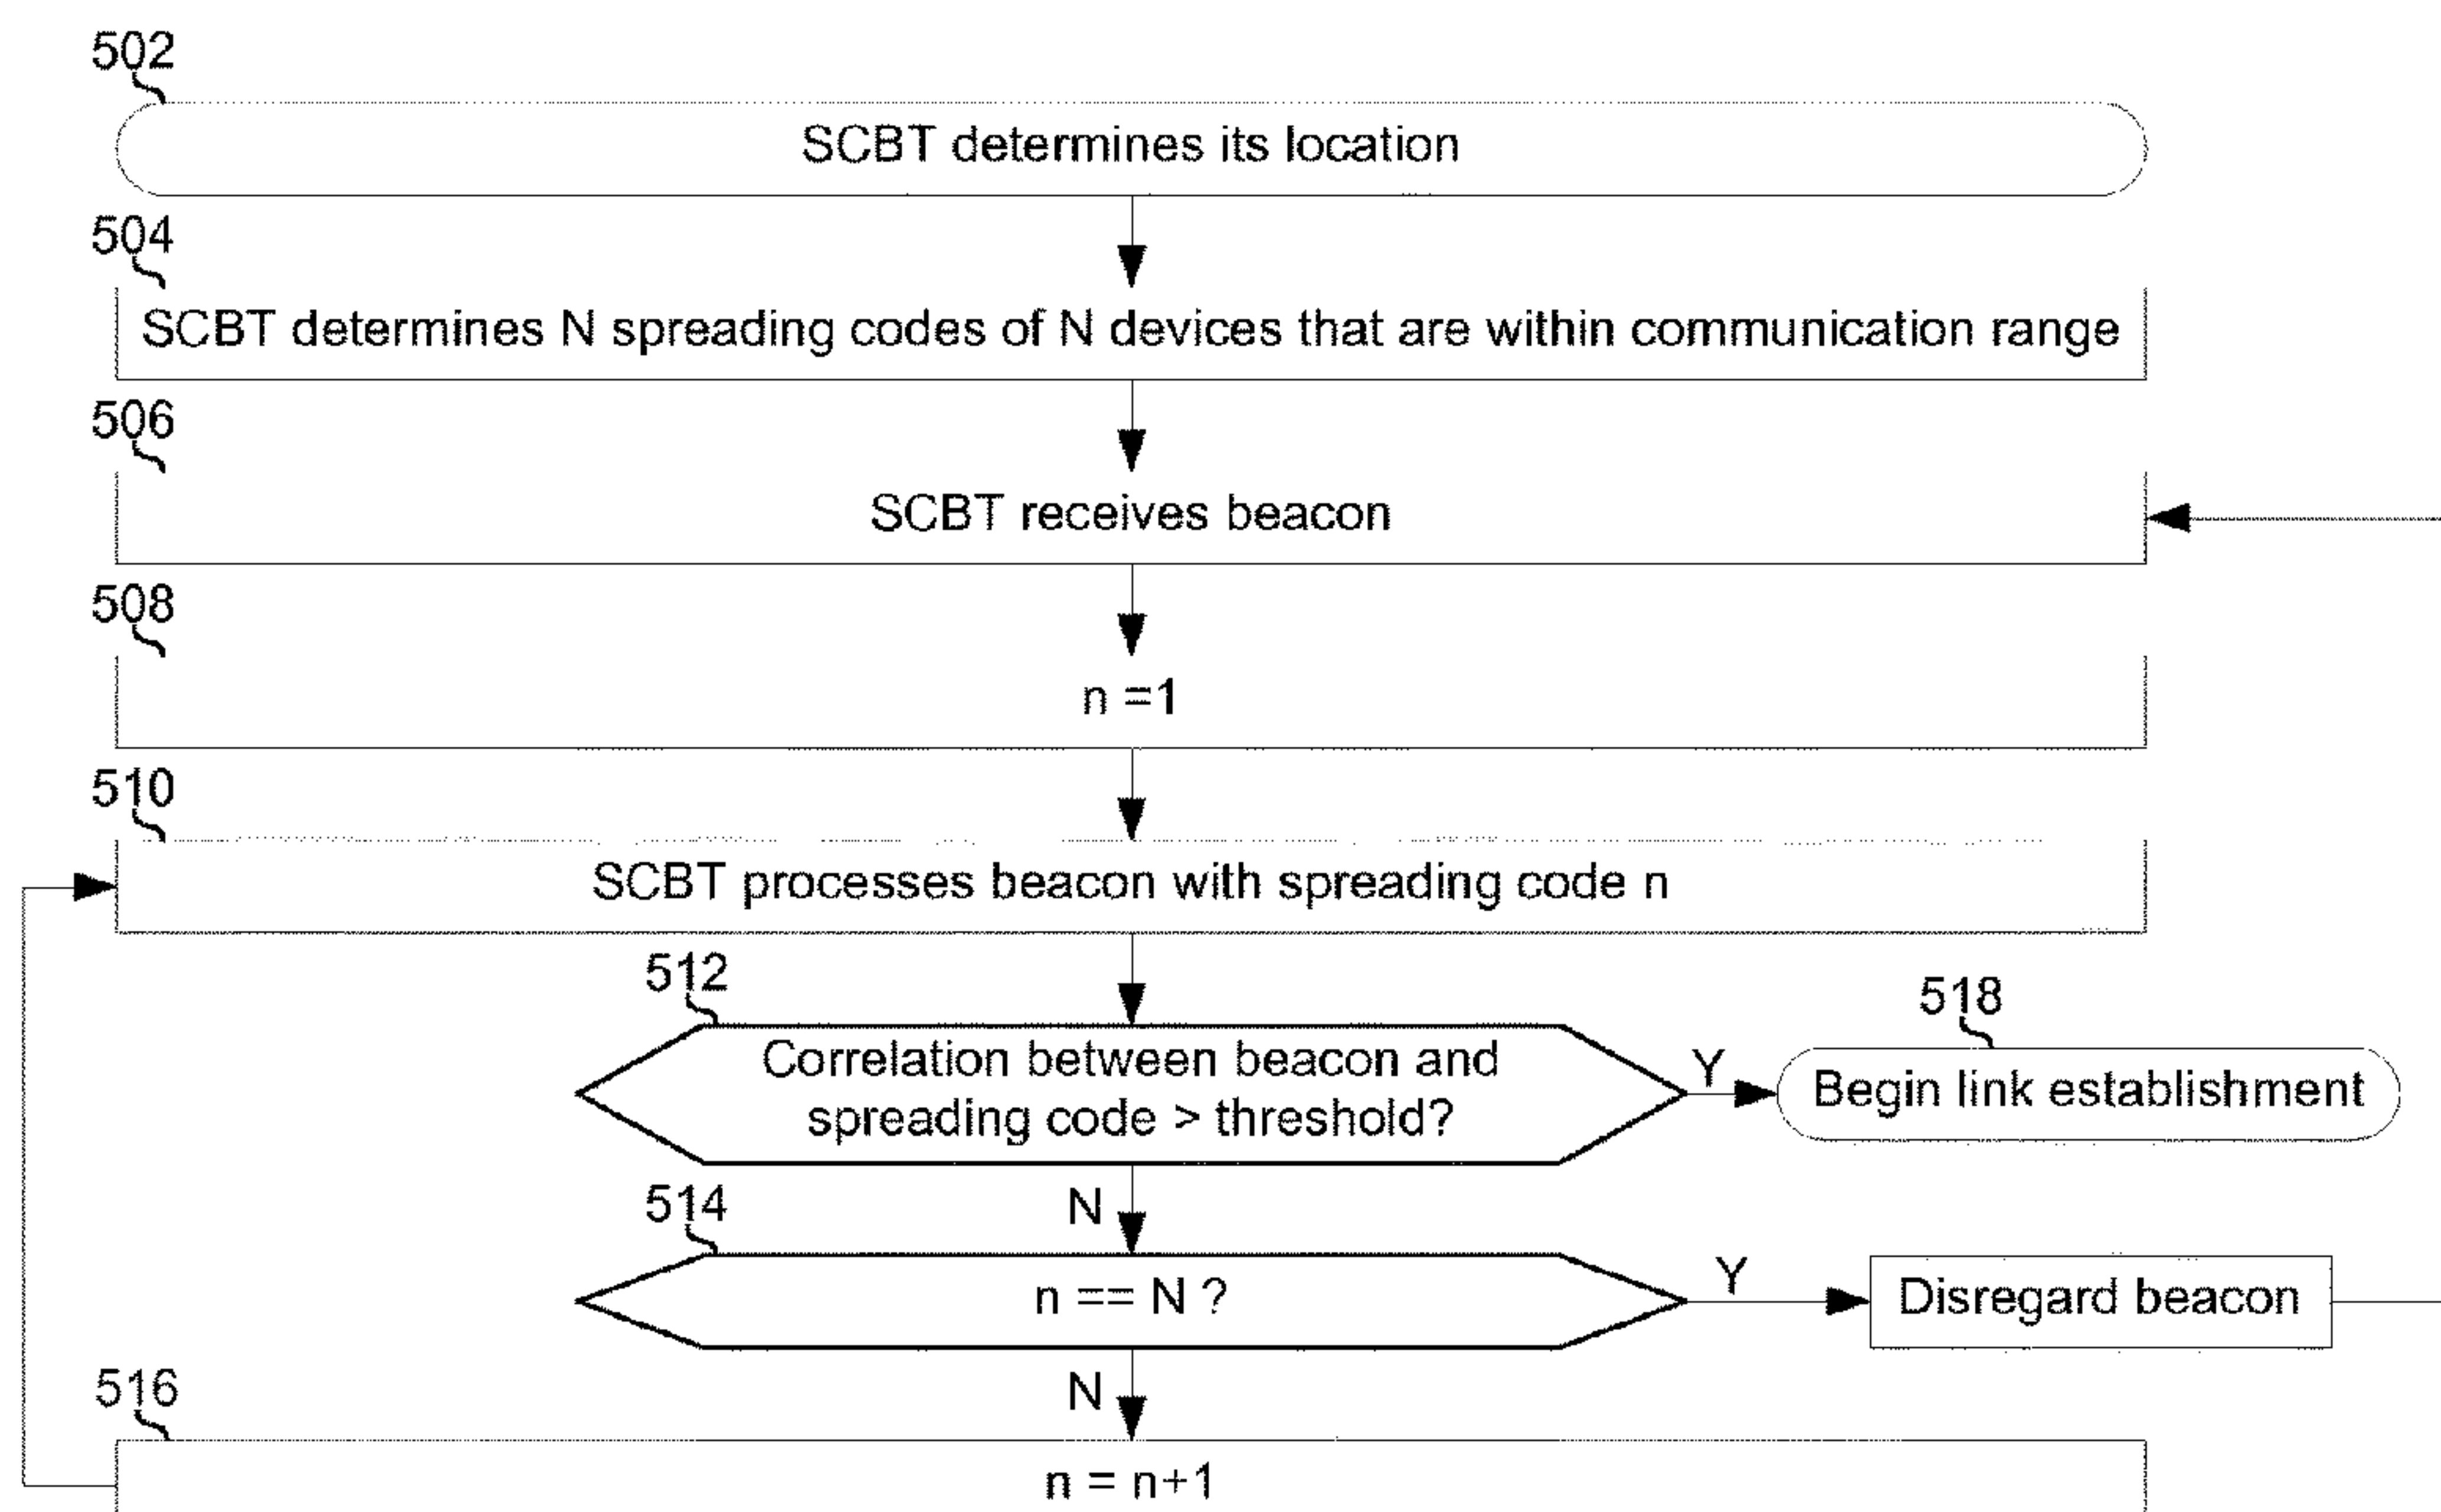 502
SCBT determines its location
504
SCBT determines N spreading codes of N devices that are within communication range
506
SCBT receives beacon
508
n =1
510
SCBT processes beacon with spreading code n
512
Correlation between beacon and
spreading code > threshold?
Y
518
Begin link establishment
N
514
n == N ?
Y
Disregard beacon
N
516
n = n+1